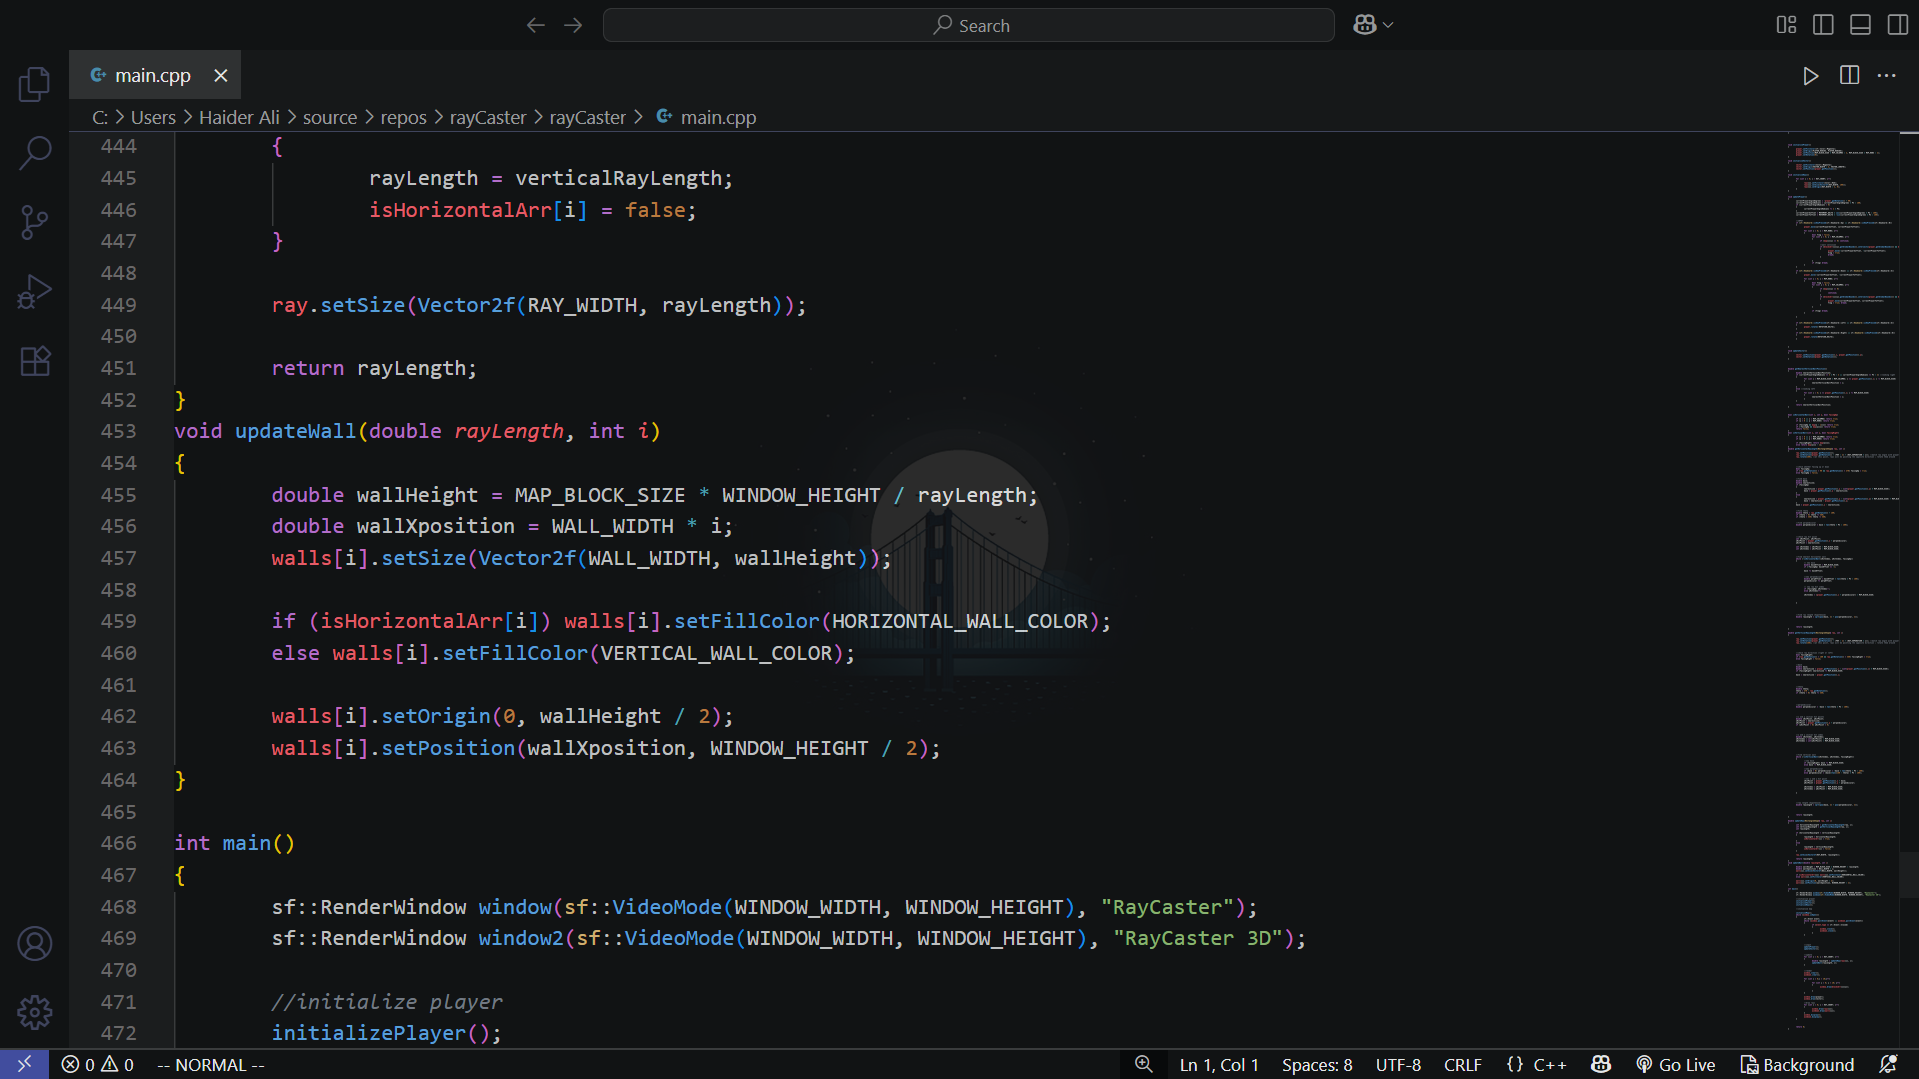 Search
main.cpp
C: > Users > Haider Ali > source > repos > rayCaster > rayCaster > main.cpp
444 {
445 rayLength = verticalRayLength;
446 isHorizontalArr[i] = false;
447 }
448
449 ray.setSize(Vector2f(RAY_WIDTH, rayLength));
450
451 return rayLength;
452 }
453 void updateWall(double rayLength, int i)
454 {
455 double wallHeight = MAP_BLOCK_SIZE * WINDOW_HEIGHT / rayLength;
456 double wallXposition = WALL_WIDTH * i;
457 walls[i].setSize(Vector2f(WALL_WIDTH, wallHeight));
458
459 if (isHorizontalArr[i]) walls[i].setFillColor(HORIZONTAL_WALL_COLOR);
460 else walls[i].setFillColor(VERTICAL_WALL_COLOR);
461
462 walls[i].setOrigin(0, wallHeight / 2);
463 walls[i].setPosition(wallXposition, WINDOW_HEIGHT / 2);
464 }
465
466 int main()
467 {
468 sf::RenderWindow window(sf::VideoMode(WINDOW_WIDTH, WINDOW_HEIGHT), "RayCaster");
469 sf::RenderWindow window2(sf::VideoMode(WINDOW_WIDTH, WINDOW_HEIGHT), "RayCaster 3D");
470
471 //initialize player
472 initializePlayer();
0 0 -- NORMAL -- Ln 1, Col 1 Spaces: 8 UTF-8 CRLF {} C++ Go Live Background